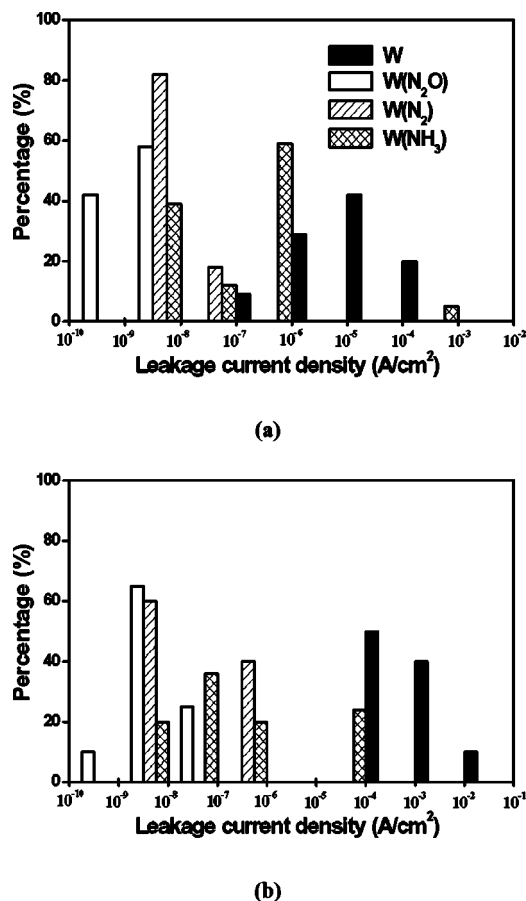 100
80
60
40
20
0
Percentage (%)
W
W(N₂O)
W(N₂)
W(NH₃)
10⁻¹⁰ 10⁻⁹ 10⁻⁸ 10⁻⁷ 10⁻⁶ 10⁻⁵ 10⁻⁴ 10⁻³ 10⁻²
Leakage current density (A/cm²)
(a)
100
80
60
40
20
0
Percentage (%)
10⁻¹⁰ 10⁻⁹ 10⁻⁸ 10⁻⁷ 10⁻⁶ 10⁻⁵ 10⁻⁴ 10⁻³ 10⁻² 10⁻¹
Leakage current density (A/cm²)
(b)